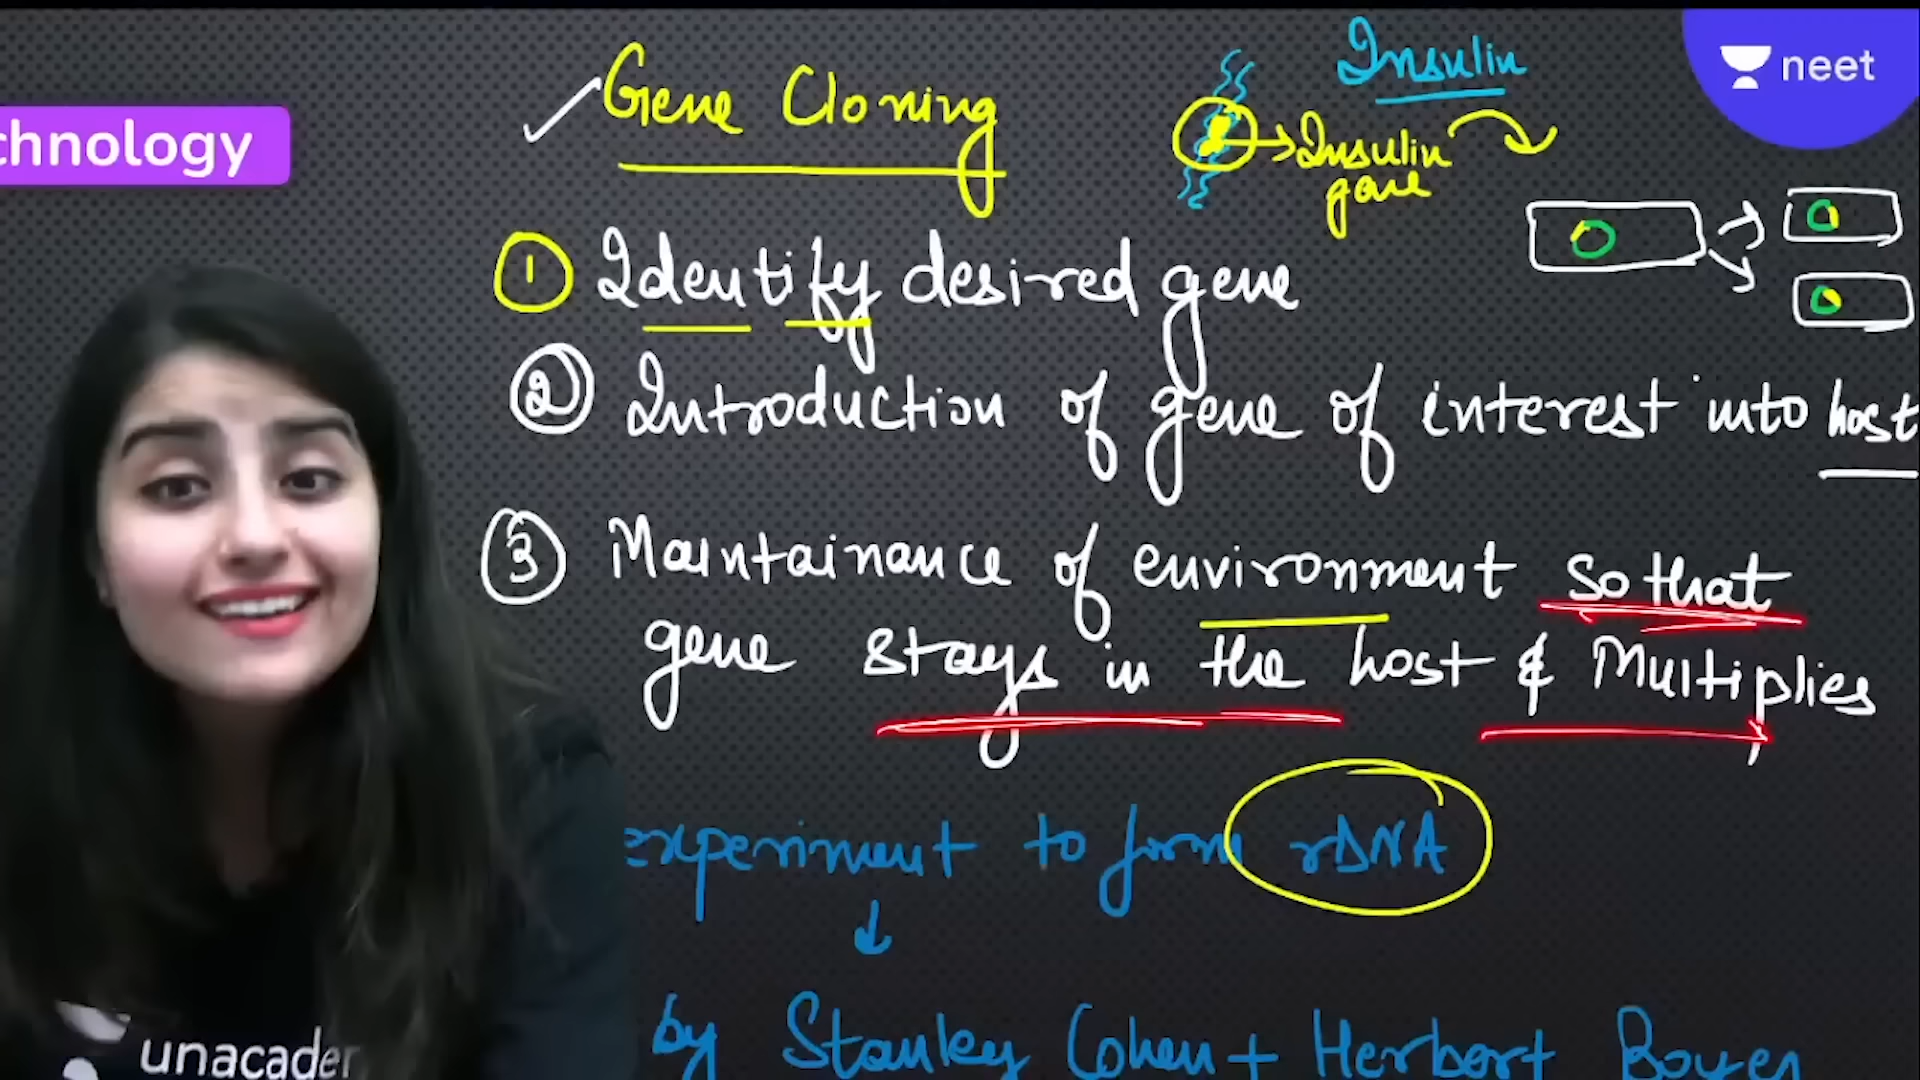 Gene Cloning
Insulin
neet
chnology
Insulin
gene
① Identify desired gene
② Introduction of gene of interest into host
③ Maintainance of environment so that
gene stays in the host & Multiplies
experiment to form rDNA
by Stanley Cohen + Herbert Boyer
unacader